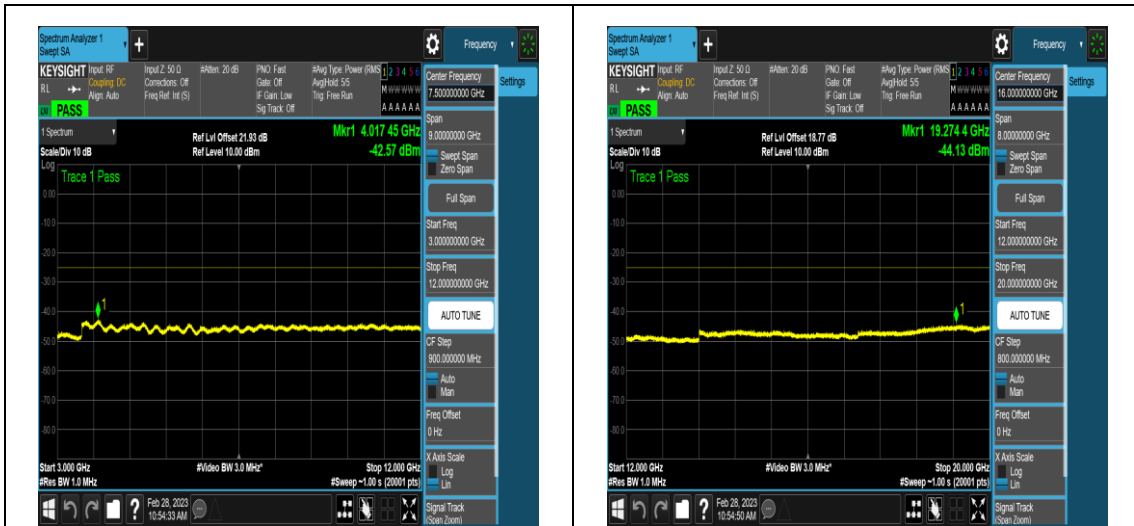 Spectrum Analyzer 1
Swept SA
+
Frequency
KEYSIGHT
RL
Input: RF
Coupling: DC
Align: Auto
Input Z: 50 Ω
Corrections: Off
Freq Ref: Int (S)
#Atten: 20 dB
PNO: Fast
Gate: Off
IF Gain: Low
Sig Track: Off
#Avg Type: Power (RMS
Avg|Hold: 5/5
Trig: Free Run
1 2 3 4 5 6
M W W W W W
A A A A A A
PASS
1 Spectrum
Scale/Div 10 dB
Ref Lvl Offset 21.93 dB
Ref Level 10.00 dBm
Mkr1 4.017 45 GHz
-42.57 dBm
Log
Trace 1 Pass
0.00
-10.0
-20.0
-30.0
-40.0
-50.0
-60.0
-70.0
-80.0
1
Start 3.000 GHz
#Res BW 1.0 MHz
#Video BW 3.0 MHz*
Stop 12.000 GHz
#Sweep ~1.00 s (20001 pts)
Feb 28, 2023
10:54:33 AM
Center Frequency
7.500000000 GHz
Settings
Span
9.00000000 GHz
Swept Span
Zero Span
Full Span
Start Freq
3.000000000 GHz
Stop Freq
12.000000000 GHz
AUTO TUNE
CF Step
900.000000 MHz
Auto
Man
Freq Offset
0 Hz
X Axis Scale
Log
Lin
Signal Track
(Span Zoom)
Spectrum Analyzer 1
Swept SA
+
Frequency
KEYSIGHT
RL
Input: RF
Coupling: DC
Align: Auto
Input Z: 50 Ω
Corrections: Off
Freq Ref: Int (S)
#Atten: 20 dB
PNO: Fast
Gate: Off
IF Gain: Low
Sig Track: Off
#Avg Type: Power (RMS
Avg|Hold: 5/5
Trig: Free Run
1 2 3 4 5 6
M W W W W W
A A A A A A
PASS
1 Spectrum
Scale/Div 10 dB
Ref Lvl Offset 18.77 dB
Ref Level 10.00 dBm
Mkr1 19.274 4 GHz
-44.13 dBm
Log
Trace 1 Pass
0.00
-10.0
-20.0
-30.0
-40.0
-50.0
-60.0
-70.0
-80.0
1
Start 12.000 GHz
#Res BW 1.0 MHz
#Video BW 3.0 MHz*
Stop 20.000 GHz
#Sweep ~1.00 s (20001 pts)
Feb 28, 2023
10:54:50 AM
Center Frequency
16.000000000 GHz
Settings
Span
8.00000000 GHz
Swept Span
Zero Span
Full Span
Start Freq
12.000000000 GHz
Stop Freq
20.000000000 GHz
AUTO TUNE
CF Step
800.000000 MHz
Auto
Man
Freq Offset
0 Hz
X Axis Scale
Log
Lin
Signal Track
(Span Zoom)